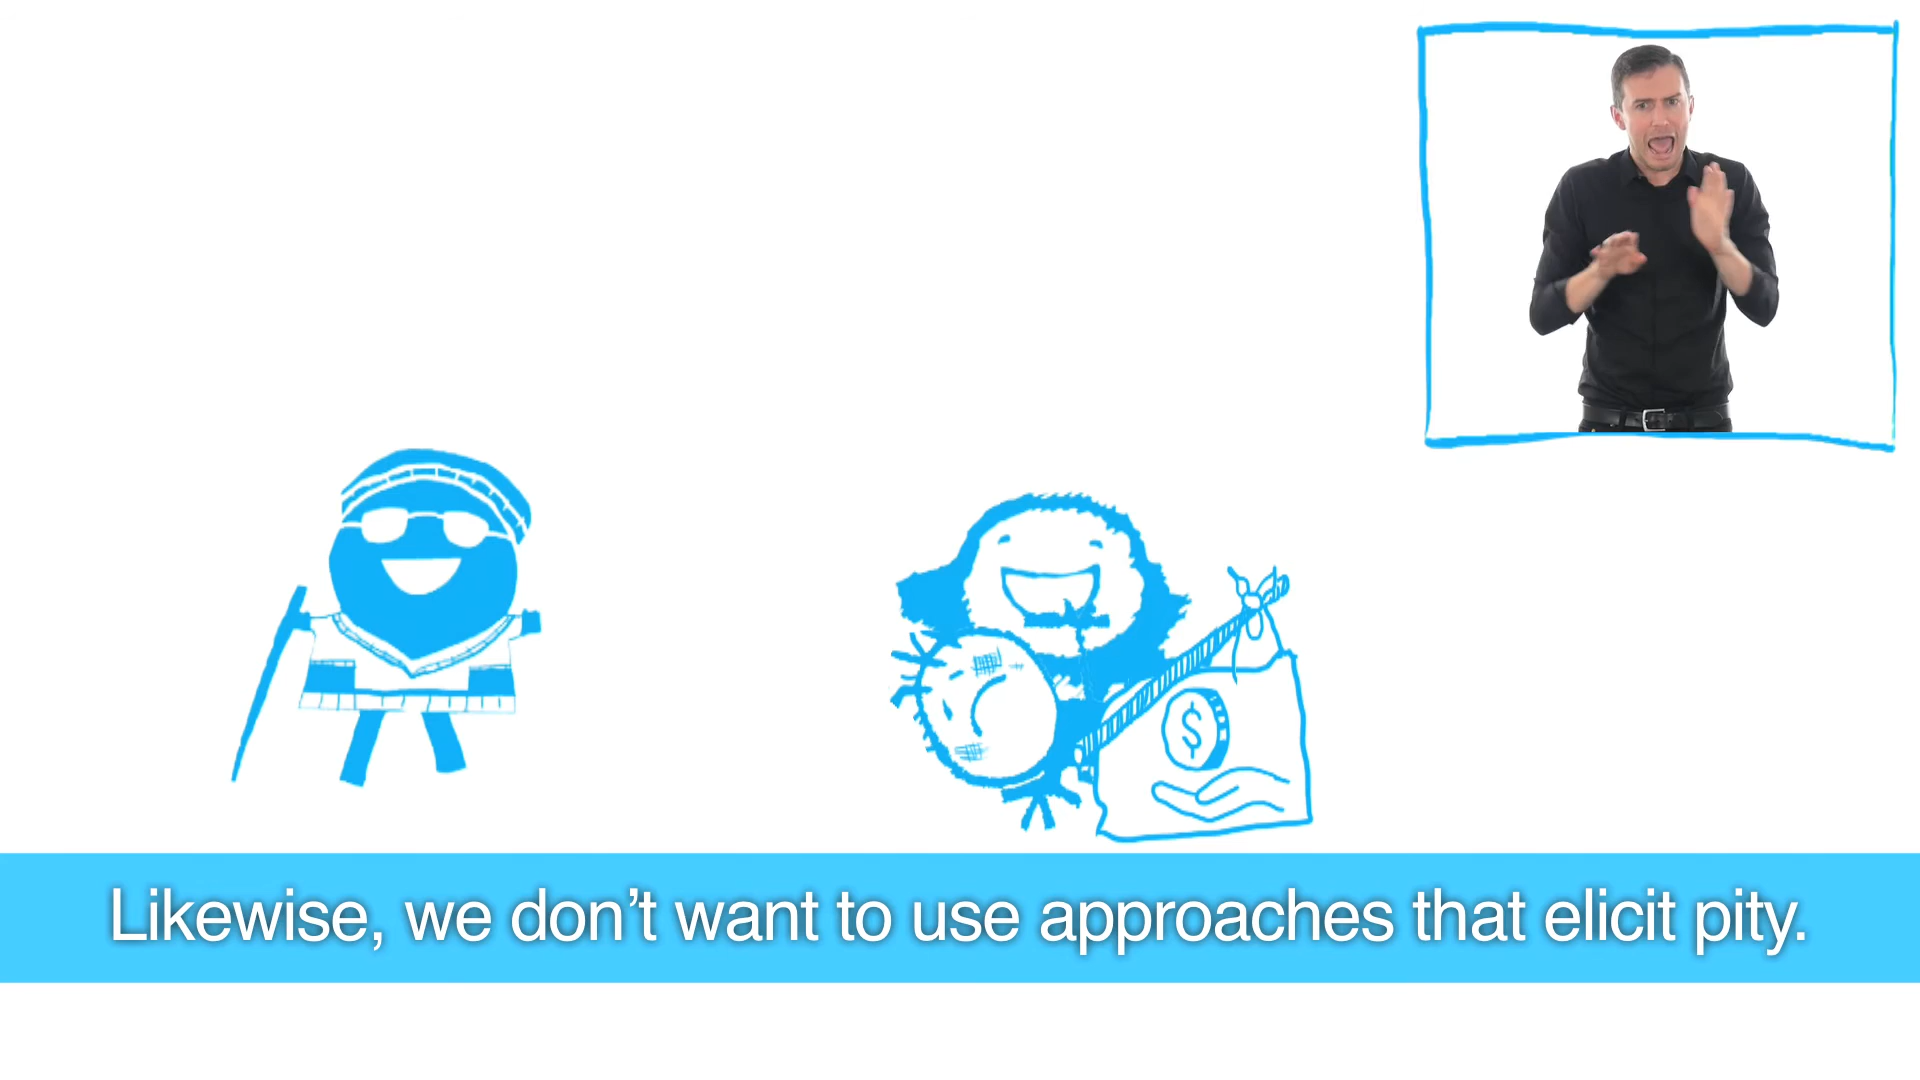 $
Likewise, we don’t want to use approaches that elicit pity.